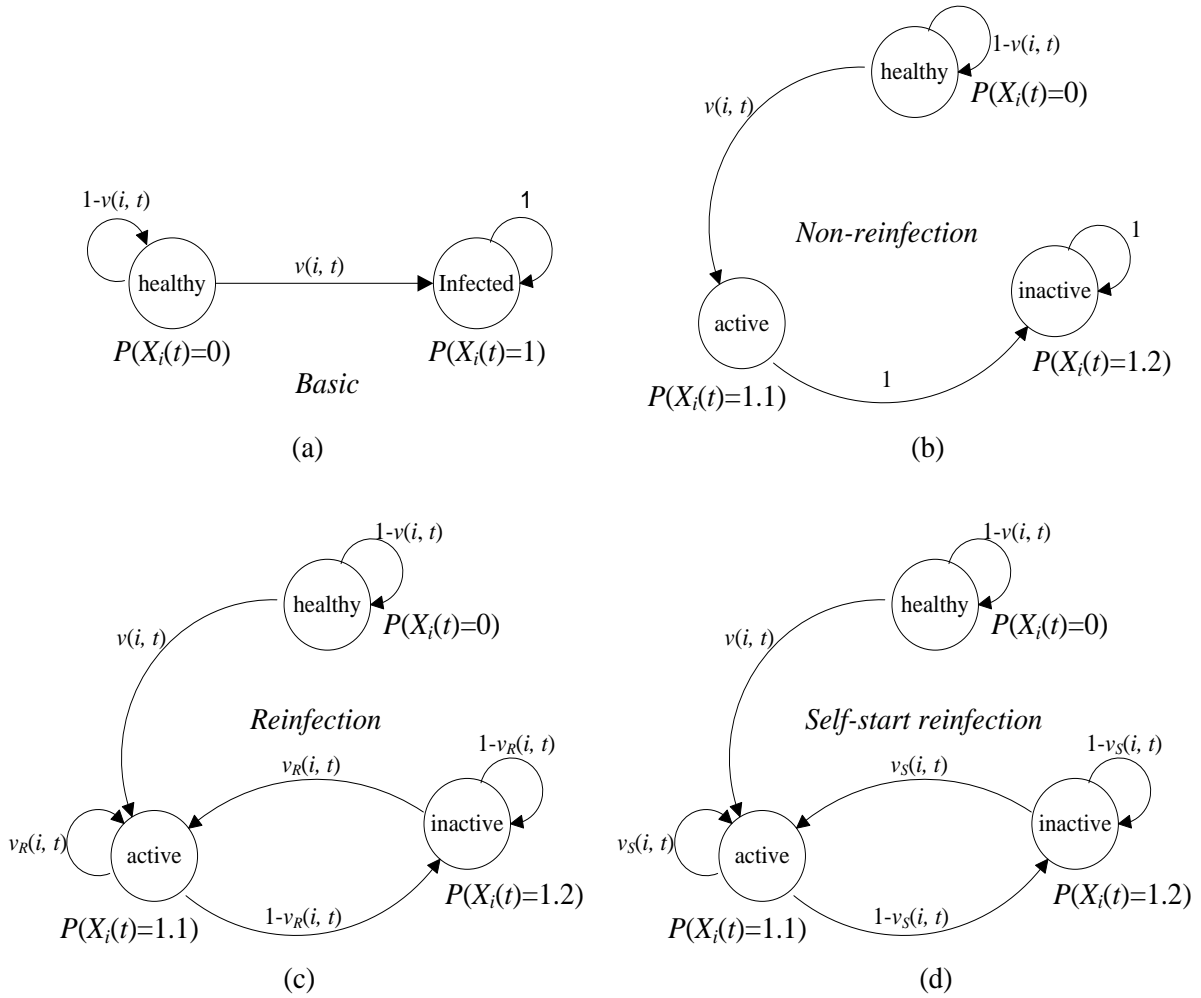 1-v(i, t)
1
healthy
v(i, t)
Infected
P(X_i(t)=0)
P(X_i(t)=1)
Basic
(a)
1-v(i, t)
healthy
P(X_i(t)=0)
v(i, t)
Non-reinfection
1
inactive
active
P(X_i(t)=1.2)
1
P(X_i(t)=1.1)
(b)
1-v(i, t)
healthy
P(X_i(t)=0)
v(i, t)
Reinfection
1-v_R(i, t)
v_R(i, t)
inactive
v_R(i, t)
active
P(X_i(t)=1.2)
1-v_R(i, t)
P(X_i(t)=1.1)
(c)
1-v(i, t)
healthy
P(X_i(t)=0)
v(i, t)
Self-start reinfection
1-v_S(i, t)
v_S(i, t)
inactive
v_S(i, t)
active
P(X_i(t)=1.2)
1-v_S(i, t)
P(X_i(t)=1.1)
(d)